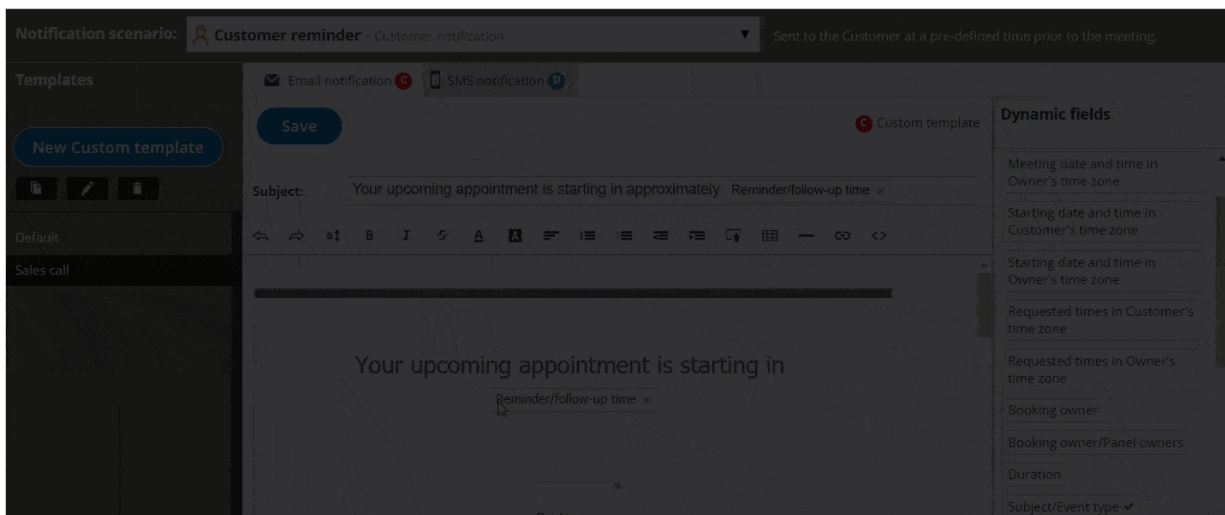 Notification scenario: Customer reminder - Customer notification ▼ Sent to the Customer at a pre-defined time prior to the meeting.
Templates
Email notification C SMS notification D
Save
C Custom template
Dynamic fields
New Custom template
Subject: Your upcoming appointment is starting in approximately Reminder/follow-up time ×
Default
Sales call
Your upcoming appointment is starting in
Reminder/follow-up time ×
Meeting date and time in
Owner's time zone
Starting date and time in
Customer's time zone
Starting date and time in
Owner's time zone
Requested times in Customer's
time zone
Requested times in Owner's
time zone
Booking owner
Booking owner/Panel owners
Duration
Subject/Event type ✔